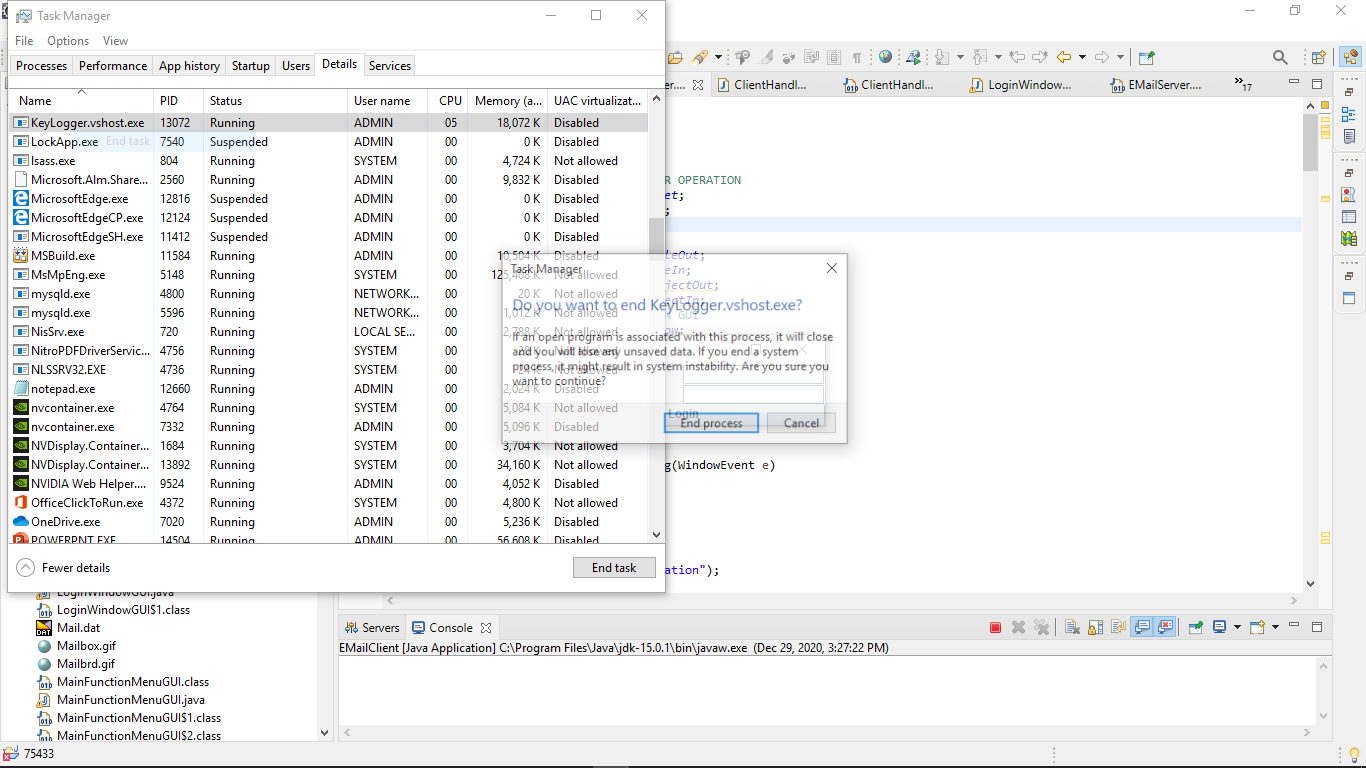 Task Manager
File Options View
Processes Performance App history Startup Users Details Services
Name PID Status User name CPU Memory (a... UAC virtualizat...
KeyLogger.vshost.exe 13072 Running ADMIN 05 18,072 K Disabled
LockApp.exe End task 7540 Suspended ADMIN 00 0 K Disabled
lsass.exe 804 Running SYSTEM 00 4,724 K Not allowed
Microsoft.Alm.Share... 2560 Running ADMIN 00 9,832 K Disabled
MicrosoftEdge.exe 12816 Suspended ADMIN 00 0 K Disabled
MicrosoftEdgeCP.exe 12124 Suspended ADMIN 00 0 K Disabled
MicrosoftEdgeSH.exe 11412 Suspended ADMIN 00 0 K Disabled
MSBuild.exe 11584 Running ADMIN 00 10,504 K Disabled
MsMpEng.exe 5148 Running SYSTEM 00 125,408 K Not allowed
mysqld.exe 4800 Running NETWORK... 00 20 K Not allowed
mysqld.exe 5596 Running NETWORK... 00 1,012 K Not allowed
NisSrv.exe 720 Running LOCAL SE... 00 2,788 K Not allowed
NitroPDFDriverServic... 4756 Running SYSTEM 00 Not allowed
NLSSRV32.EXE 4736 Running SYSTEM 00 Not allowed
notepad.exe 12660 Running ADMIN 00 2,024 K Disabled
nvcontainer.exe 4764 Running SYSTEM 00 5,084 K Not allowed
nvcontainer.exe 7332 Running ADMIN 00 5,096 K Disabled
NVDisplay.Container... 1684 Running SYSTEM 00 3,704 K Not allowed
NVDisplay.Container... 13892 Running SYSTEM 00 34,160 K Not allowed
NVIDIA Web Helper.... 9524 Running ADMIN 00 4,052 K Disabled
OfficeClickToRun.exe 4372 Running SYSTEM 00 4,800 K Not allowed
OneDrive.exe 7020 Running ADMIN 00 5,236 K Disabled
POWERPNT.EXE 14504 Running ADMIN 00 56,608 K Disabled
Fewer details End task
Task Manager
Do you want to end KeyLogger.vshost.exe?
If an open program is associated with this process, it will close
and you will lose any unsaved data. If you end a system
process, it might result in system instability. Are you sure you
want to continue?
Login
End process Cancel
er.... ClientHandl... ClientHandl... LoginWindow... EMailServer.... »17
R OPERATION
et;
;
teOut;
eIn;
jectOut;
ectIn;
N GUI
ow;
g(WindowEvent e)
ation");
LoginWindowGUI.java
LoginWindowGUI$1.class
Mail.dat
Mailbox.gif
Mailbrd.gif
MainFunctionMenuGUI.class
MainFunctionMenuGUI.java
MainFunctionMenuGUI$1.class
MainFunctionMenuGUI$2.class
Servers Console
EMailClient [Java Application] C:\Program Files\Java\jdk-15.0.1\bin\javaw.exe (Dec 29, 2020, 3:27:22 PM)
75433